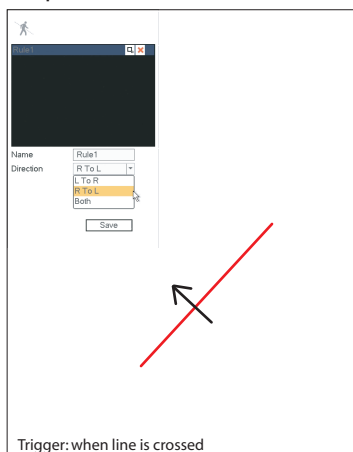 Rule1
Name Rule1
Direction R To L
L To R
R To L
Both
Save
Trigger: when line is crossed